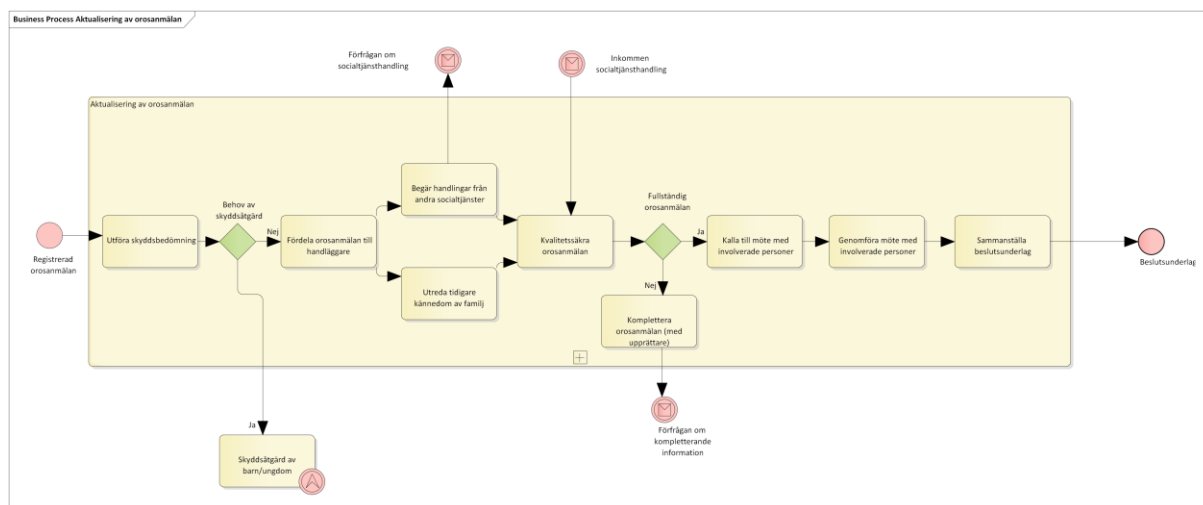 Business Process Aktualisering av orosanmälan
Förfrågan om
socialtjänsthandling
Inkommen
socialtjänsthandling
Aktualisering av orosanmälan
Registrerad
orosanmälan
Utföra skyddsbedömning
Behov av
skyddsåtgärd
Nej
Ja
Fördela orosanmälan till
handläggare
Begär handlingar från
andra socialtjänster
Utreda tidigare
kännedom av familj
Kvalitetssäkra
orosanmälan
Fullständig
orosanmälan
Ja
Nej
Kalla till möte med
involverade personer
Genomföra möte med
involverade personer
Sammanställa
beslutsunderlag
Beslutsunderlag
Komplettera
orosanmälan (med
upprättare)
Förfrågan om
kompletterande
information
Skyddsåtgärd av
barn/ungdom